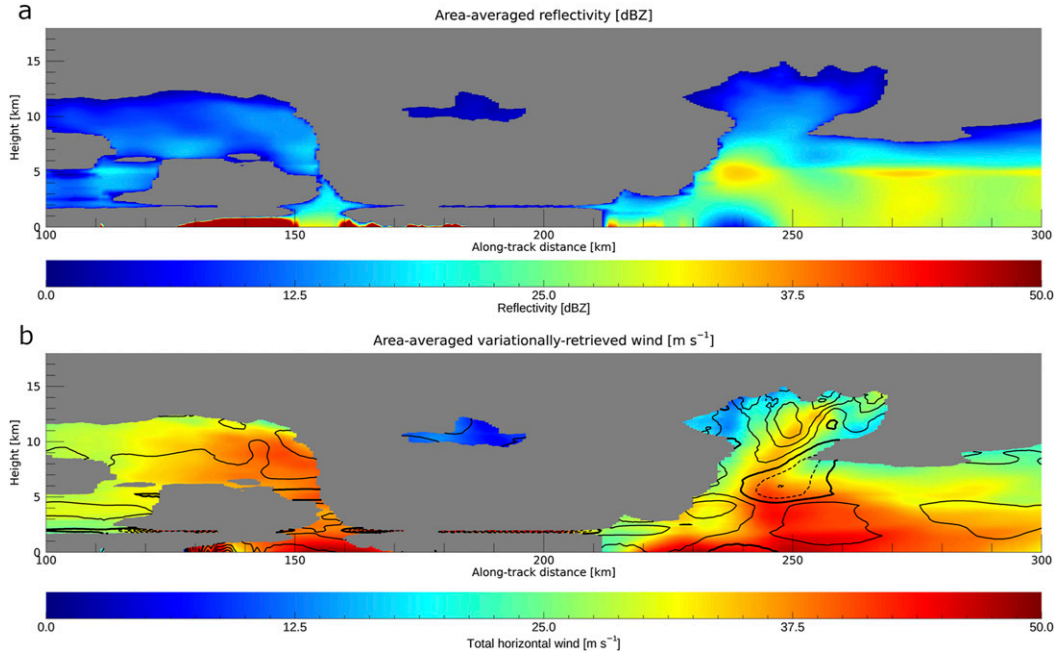 a
Area-averaged reflectivity [dBZ]
Height [km]
15
10
5
0
100 150 200 250 300
Along-track distance [km]
0.0 12.5 25.0 37.5 50.0
Reflectivity [dBZ]
b
Area-averaged variationally-retrieved wind [m s⁻¹]
Height [km]
15
10
5
0
100 150 200 250 300
Along-track distance [km]
0.0 12.5 25.0 37.5 50.0
Total horizontal wind [m s⁻¹]